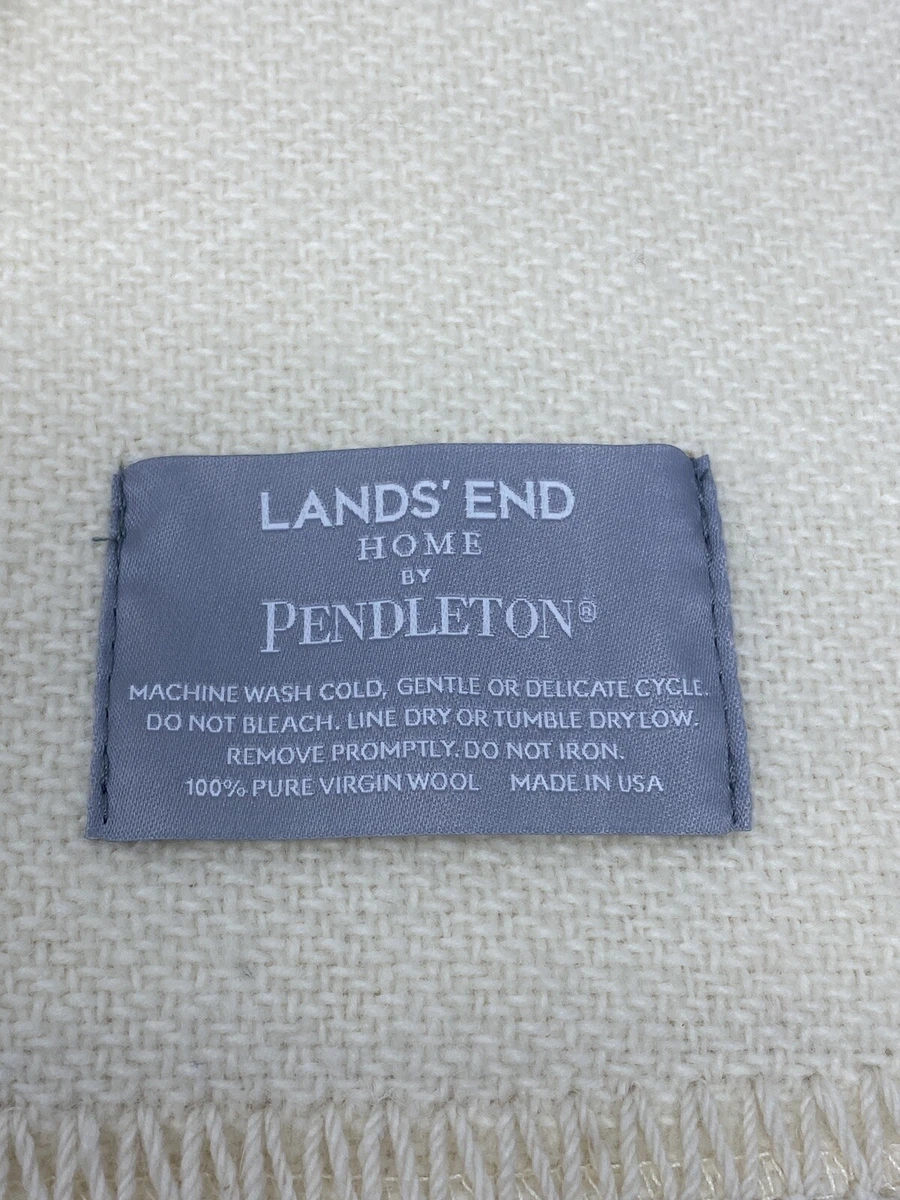 LANDS' END
HOME
BY
PENDLETON®
MACHINE WASH COLD, GENTLE OR DELICATE CYCLE.
DO NOT BLEACH. LINE DRY OR TUMBLE DRY LOW.
REMOVE PROMPTLY. DO NOT IRON.
100% PURE VIRGIN WOOL MADE IN USA